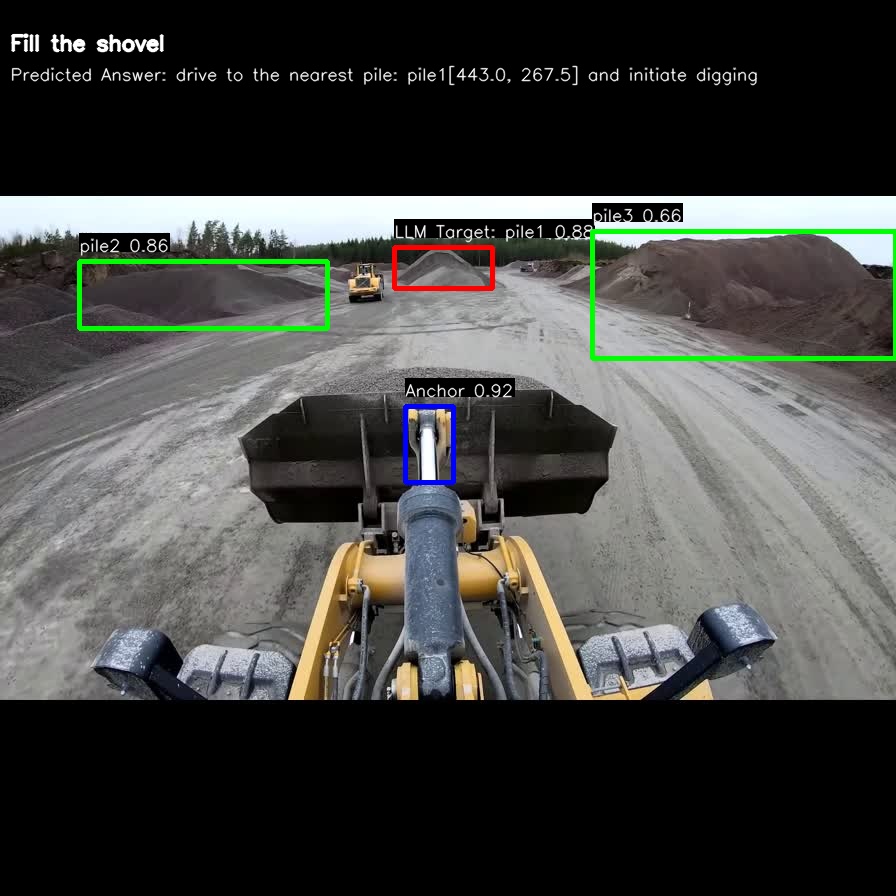 Fill the shovel
Predicted Answer: drive to the nearest pile: pile1[443.0, 267.5] and initiate digging
pile3 0.66
LLM Target: pile1 0.88
pile2 0.86
Anchor 0.92